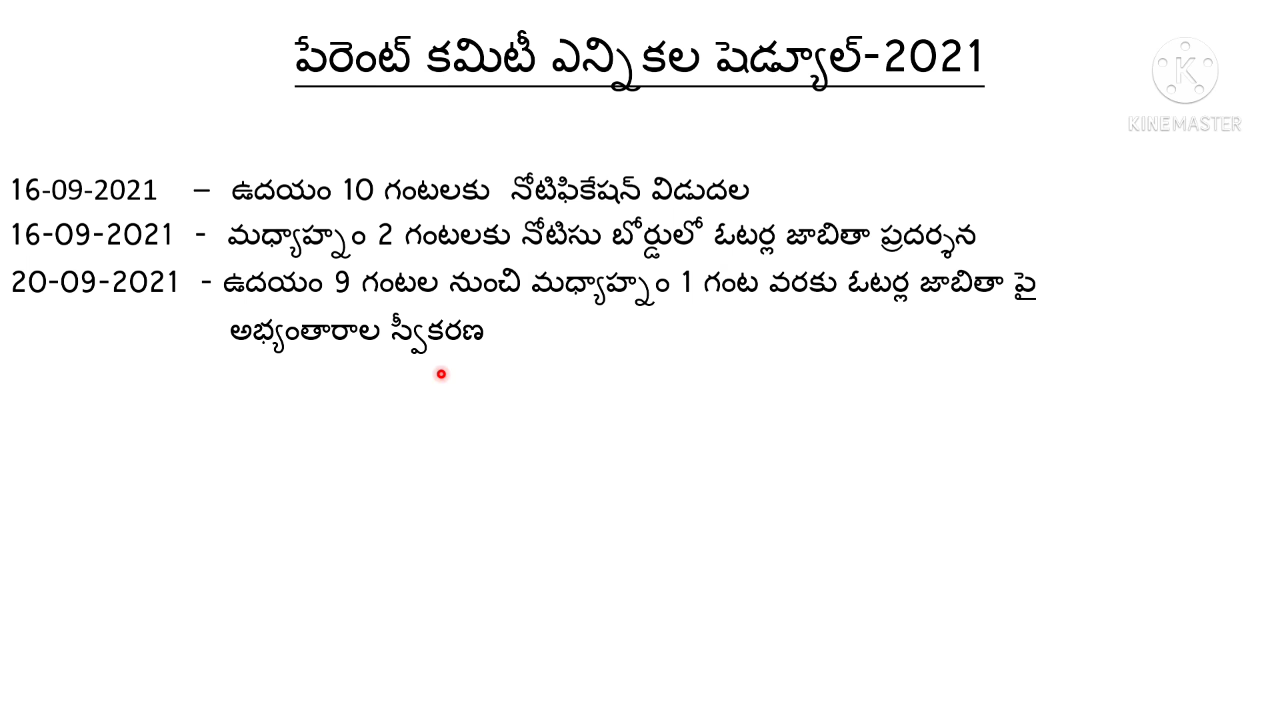 పేరెంట్ కమిటీ ఎన్నికల షెడ్యూల్-2021
KINEMASTER
16-09-2021 – ఉదయం 10 గంటలకు నోటిఫికేషన్ విడుదల
16-09-2021 - మధ్యాహ్నం 2 గంటలకు నోటిసు బోర్డులో ఓటర్ల జాబితా ప్రదర్శన
20-09-2021 - ఉదయం 9 గంటల నుంచి మధ్యాహ్నం 1 గంట వరకు ఓటర్ల జాబితా పై
అభ్యంతారాల స్వీకరణ